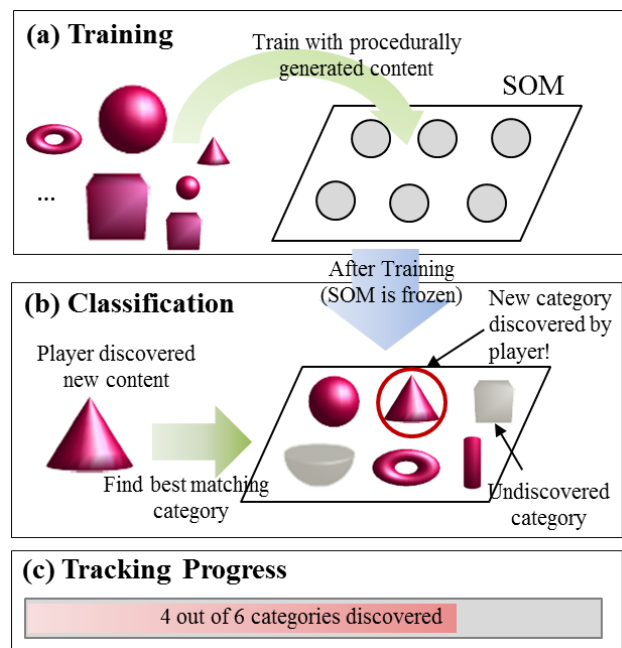 (a) Training
Train with procedurally
generated content
SOM
...
After Training
(SOM is frozen)
(b) Classification
New category
discovered by
player!
Player discovered
new content
Find best matching
category
Undiscovered
category
(c) Tracking Progress
4 out of 6 categories discovered